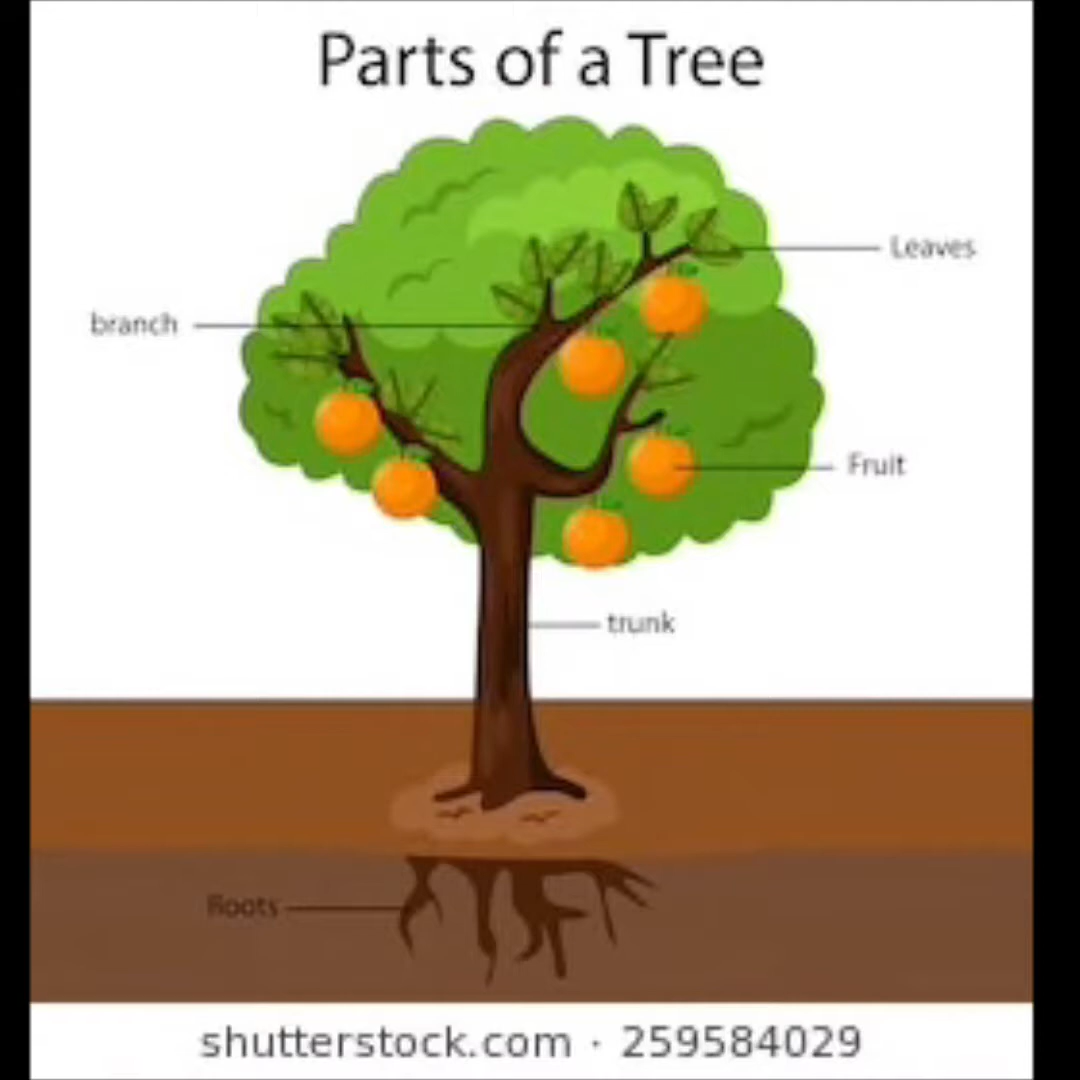 Parts of a Tree
Leaves
branch
Fruit
trunk
Roots
shutterstock.com · 259584029